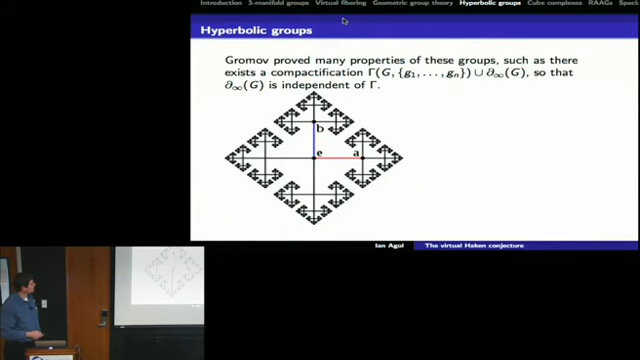 Introduction 3-manifold groups Virtual fibering Geometric group theory Hyperbolic groups Cube complexes RAAGs
Hyperbolic groups
Gromov proved many properties of these groups, such as there
exists a compactification Γ(G, {g₁, . . . , gₙ}) ∪ ∂∞(G), so that
∂∞(G) is independent of Γ.
b
e a
Ian Agol The virtual Haken conjecture